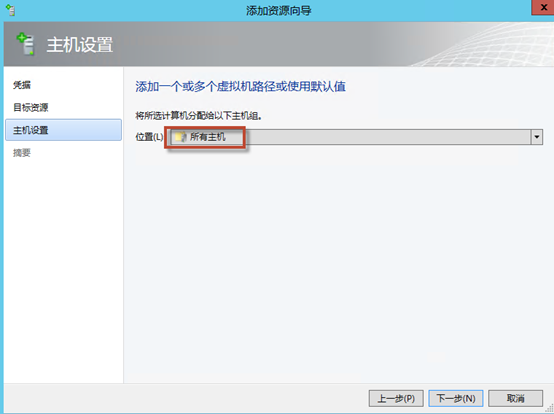 添加资源向导
x
主机设置
凭据
目标资源
主机设置
摘要
添加一个或多个虚拟机路径或使用默认值
将所选计算机分配给以下主机组。
位置(L) 所有主机
上一步(P) 下一步(N) 取消